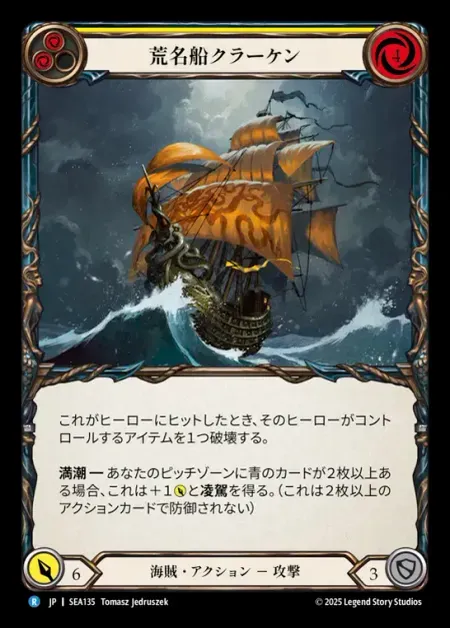 荒名船クラーケン
4
これがヒーローにヒットしたとき、そのヒーローがコント
ロールするアイテムを1つ破壊する。
満潮 ー あなたのピッチゾーンに青のカードが2枚以上あ
る場合、これは+1と凌駕を得る。(これは2枚以上の
アクションカードで防御されない)
6
海賊・アクション ー 攻撃
3
R JP | SEA135 Tomasz Jedruszek
© 2025 Legend Story Studios